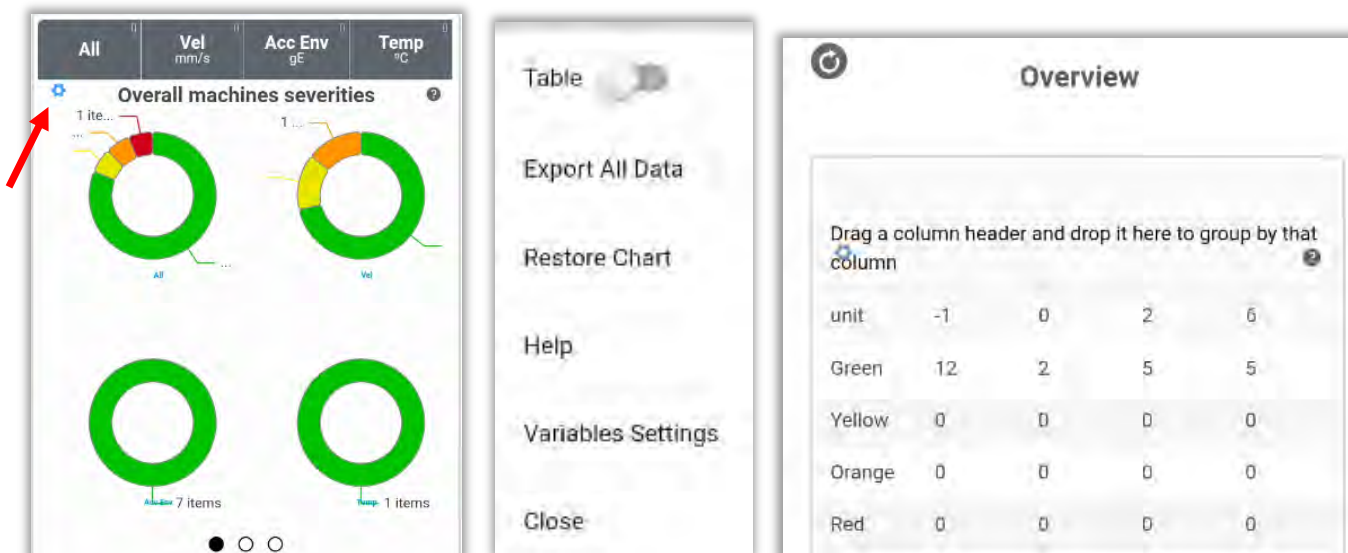 All
Vel
mm/s
Acc Env
gE
Temp
ºC
Overall machines severities
1 ite...
...
1 ...
...
All
Vel
Acc Env 7 items
Temp 1 items
Table
Export All Data
Restore Chart
Help
Variables Settings
Close
Overview
Drag a column header and drop it here to group by that
column
unit -1 0 2 6
Green 12 2 5 5
Yellow 0 0 0 0
Orange 0 0 0 0
Red 0 0 0 0